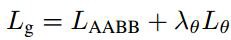 L_g = L_AABB + λ_θ L_θ